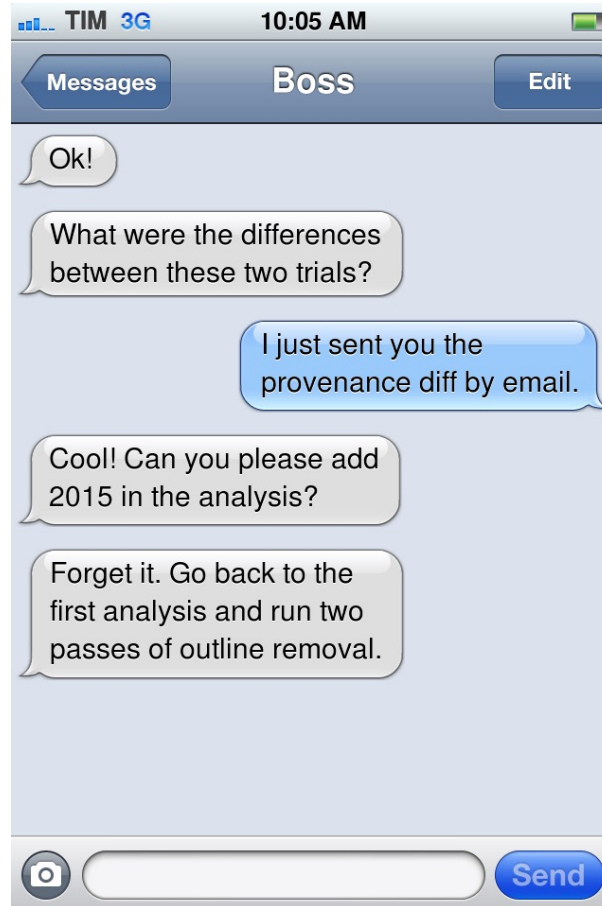 TIM 3G 10:05 AM
Messages Boss Edit
Ok!
What were the differences
between these two trials?
I just sent you the
provenance diff by email.
Cool! Can you please add
2015 in the analysis?
Forget it. Go back to the
first analysis and run two
passes of outline removal.
Send